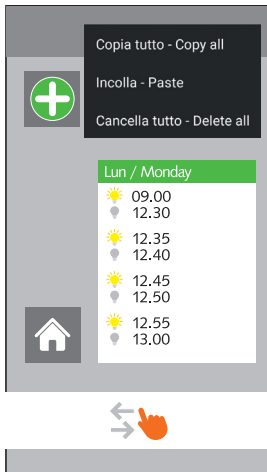 Copia tutto - Copy all
Incolla - Paste
Cancella tutto - Delete all
Lun / Monday
09.00
12.30
12.35
12.40
12.45
12.50
12.55
13.00